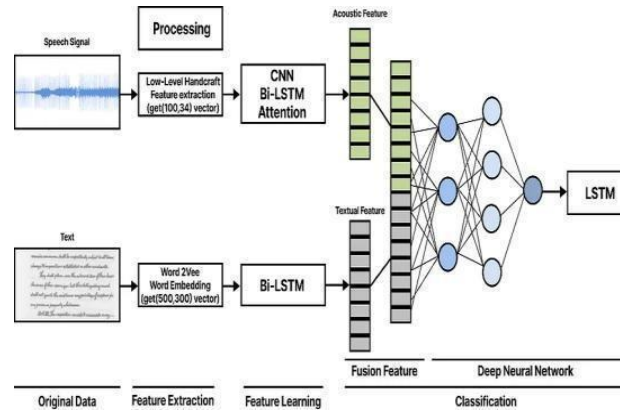 Acoustic Feature
Processing
Speech Signal
Low-Level Handcraft
Feature extraction
(get(100,34) vector)
CNN
Bi-LSTM
Attention
LSTM
Textual Feature
Text
Word 2Vee
Word Embedding
(get(500,300) vector)
Bi-LSTM
Fusion Feature
Deep Neural Network
Original Data
Feature Extraction
Feature Learning
Classification